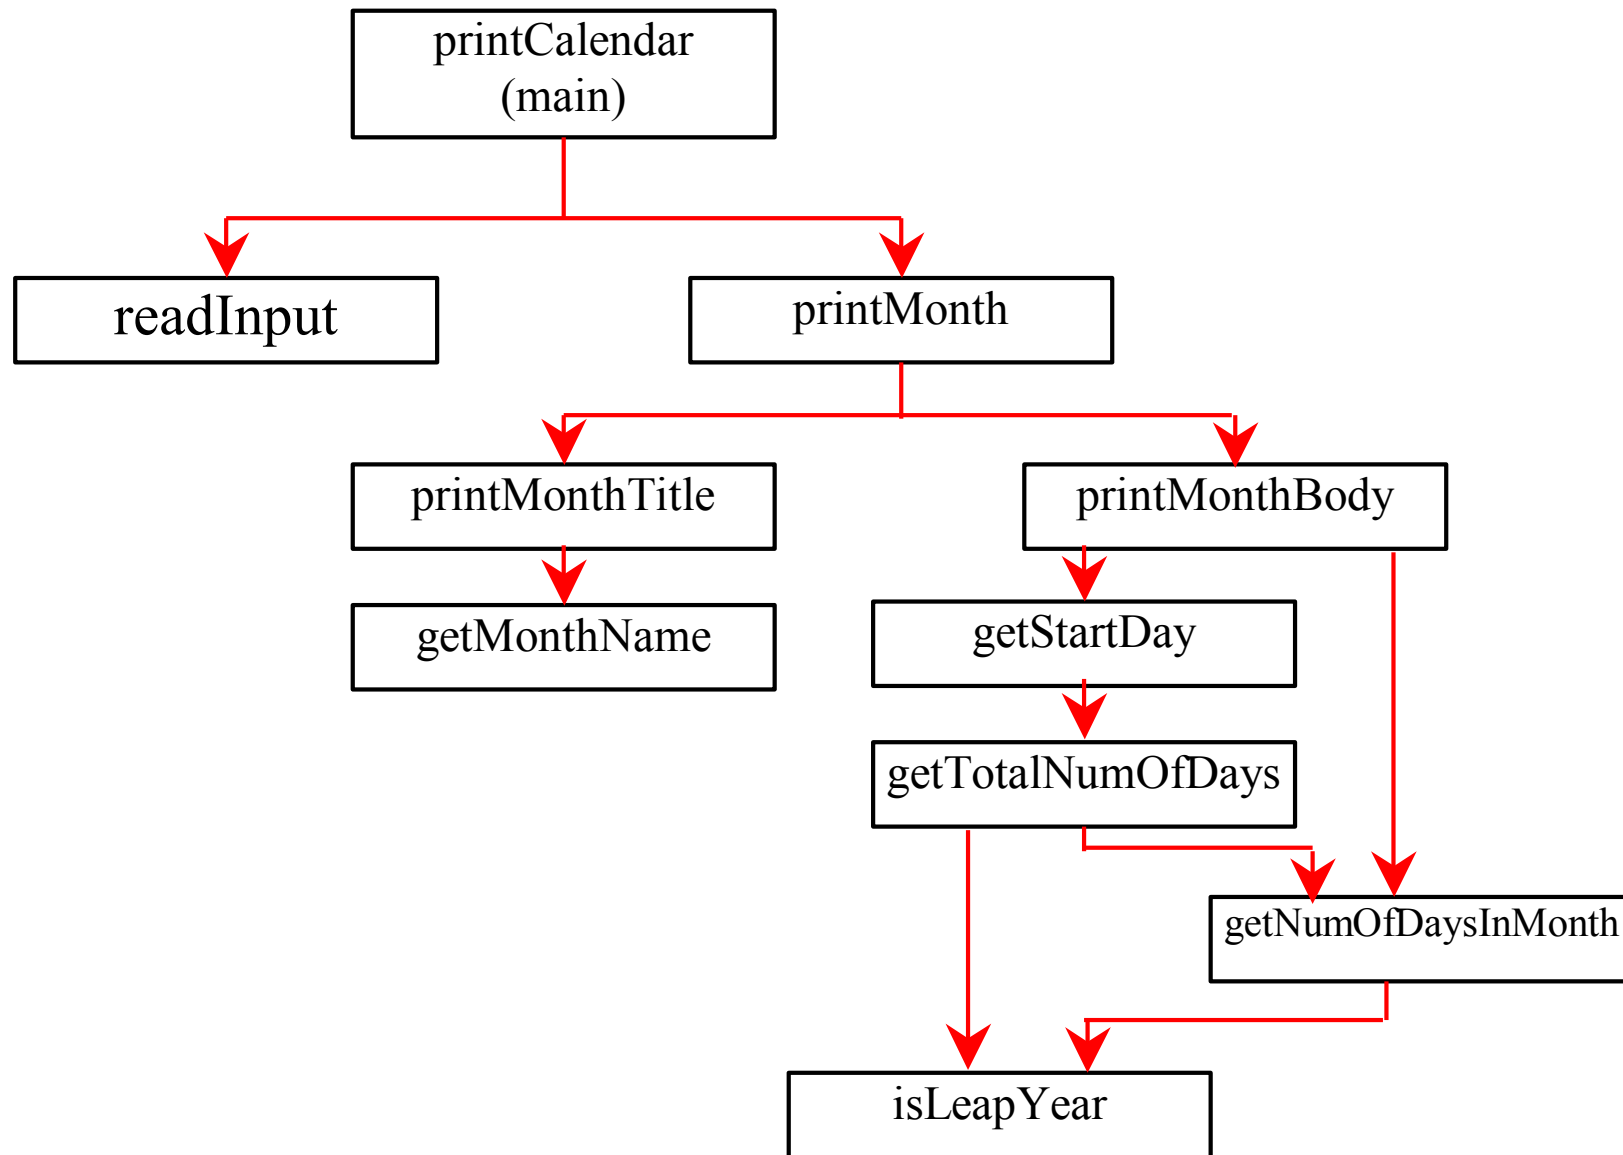 printCalendar
(main)
readInput
printMonth
printMonthTitle
printMonthBody
getMonthName
getStartDay
getTotalNumOfDays
getNumOfDaysInMonth
isLeapYear